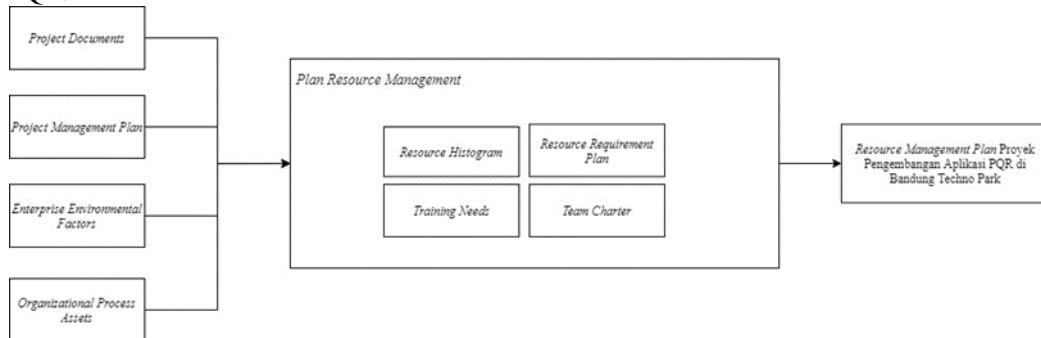 Project Documents
Project Management Plan
Enterprise Environmental
Factors
Organizational Process
Assets
Plan Resource Management
Resource Histogram
Resource Requirement
Plan
Training Needs
Team Charter
Resource Management Plan Proyek
Pengembangan Aplikasi PQR di
Bandung Techno Park